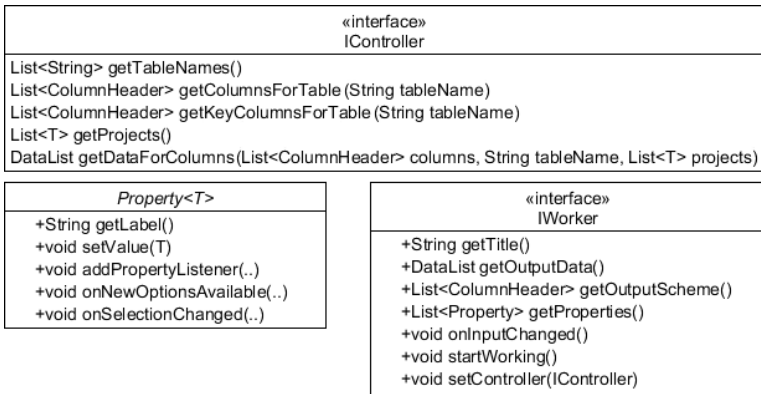 «interface»
IController
List<String> getTableNames()
List<ColumnHeader> getColumnsForTable(String tableName)
List<ColumnHeader> getKeyColumnsForTable(String tableName)
List<T> getProjects()
DataList getDataForColumns(List<ColumnHeader> columns, String tableName, List<T> projects)
Property<T>
+String getLabel()
+void setValue(T)
+void addPropertyListener(..)
+void onNewOptionsAvailable(..)
+void onSelectionChanged(..)
«interface»
IWorker
+String getTitle()
+DataList getOutputData()
+List<ColumnHeader> getOutputScheme()
+List<Property> getProperties()
+void onInputChanged()
+void startWorking()
+void setController(IController)